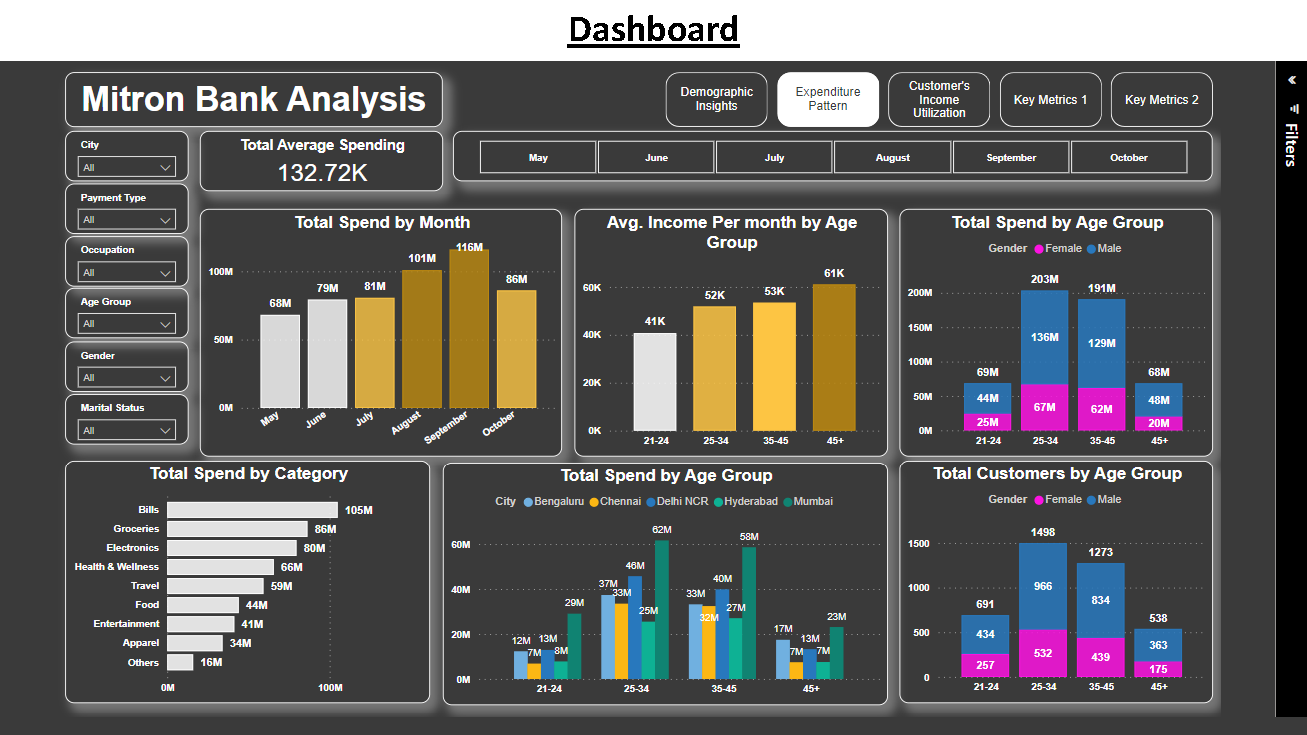 Dashboard
Mitron Bank Analysis
Demographic
Insights
Expenditure
Pattern
Customer's
Income
Utilization
Key Metrics 1
Key Metrics 2
Filters
City
All
Payment Type
All
Occupation
All
Age Group
All
Gender
All
Marital Status
All
Total Average Spending
132.72K
May
June
July
August
September
October
Total Spend by Month
100M
50M
0M
68M
79M
81M
101M
116M
86M
May
June
July
August
September
October
Avg. Income Per month by Age
Group
60K
40K
20K
0K
41K
52K
53K
61K
21-24
25-34
35-45
45+
Total Spend by Age Group
Gender Female Male
200M
150M
100M
50M
0M
69M
44M
25M
203M
136M
67M
191M
129M
62M
68M
48M
20M
21-24
25-34
35-45
45+
Total Spend by Category
Bills 105M
Groceries 86M
Electronics 80M
Health & Wellness 66M
Travel 59M
Food 44M
Entertainment 41M
Apparel 34M
Others 16M
0M
100M
Total Spend by Age Group
City Bengaluru Chennai Delhi NCR Hyderabad Mumbai
60M
40M
20M
0M
12M
7M
13M
8M
29M
37M
33M
46M
25M
62M
33M
32M
40M
27M
58M
17M
7M
13M
7M
23M
21-24
25-34
35-45
45+
Total Customers by Age Group
Gender Female Male
1500
1000
500
0
691
434
257
1498
966
532
1273
834
439
538
363
175
21-24
25-34
35-45
45+